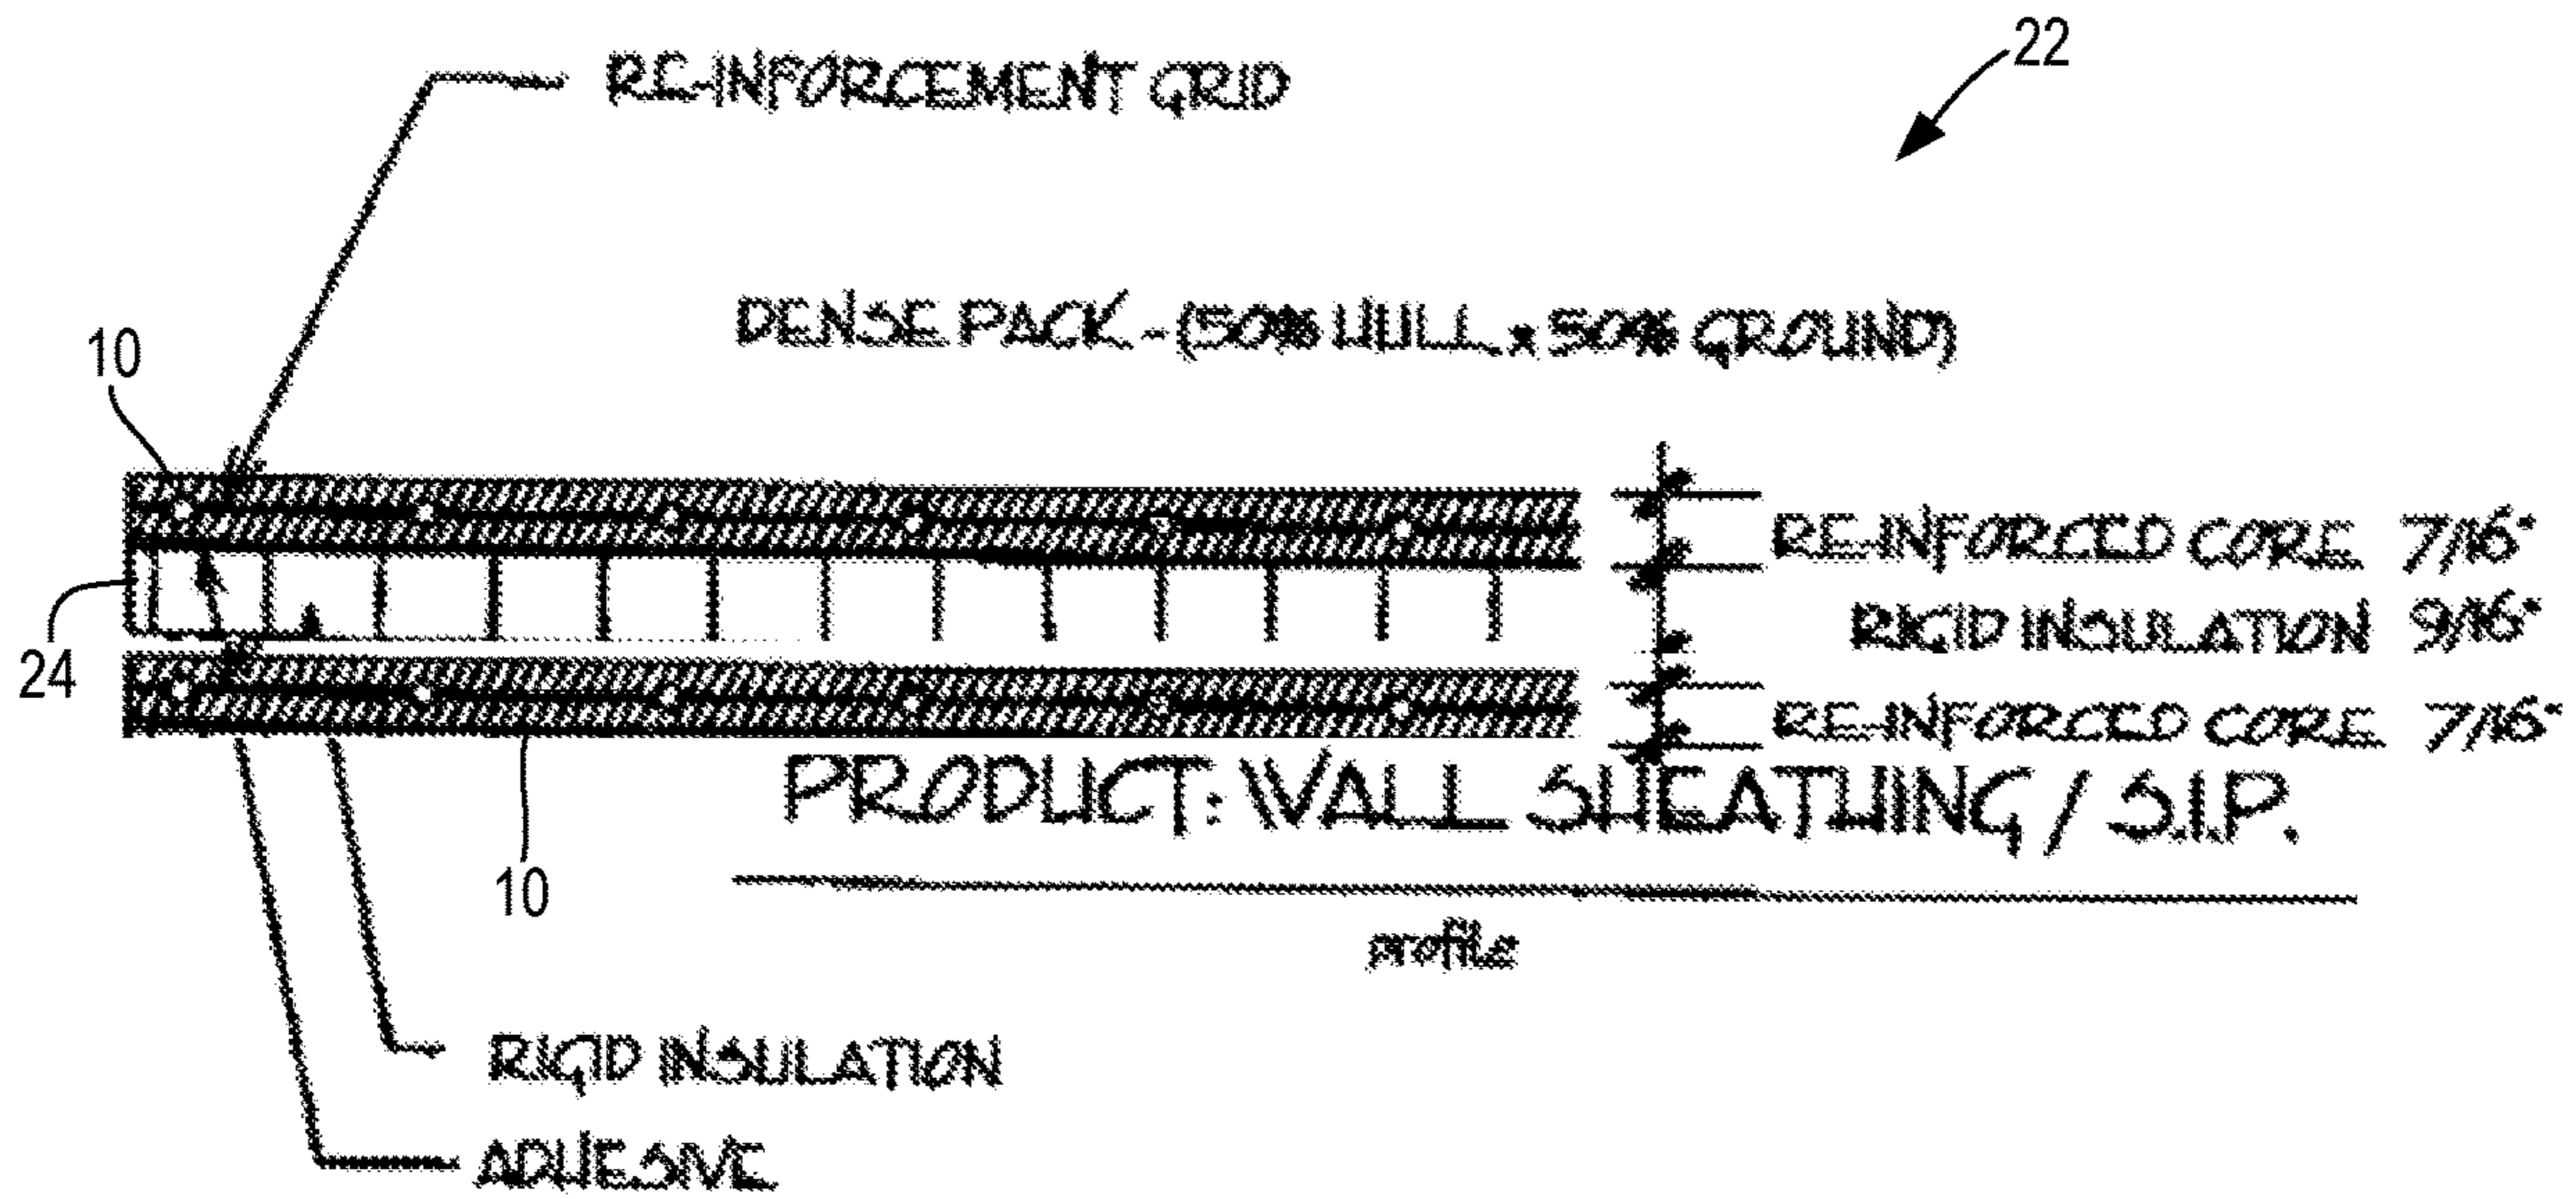 22
RE-INFORCEMENT GRID
DENSE PACK - (50% HULL x 50% GROUND)
10
RE-INFORCED CORE 7/16"
RIGID INSULATION 9/16"
24
RE-INFORCED CORE 7/16"
PRODUCT: WALL SHEATHING / S.I.P.
10
profile
RIGID INSULATION
ADHESIVE